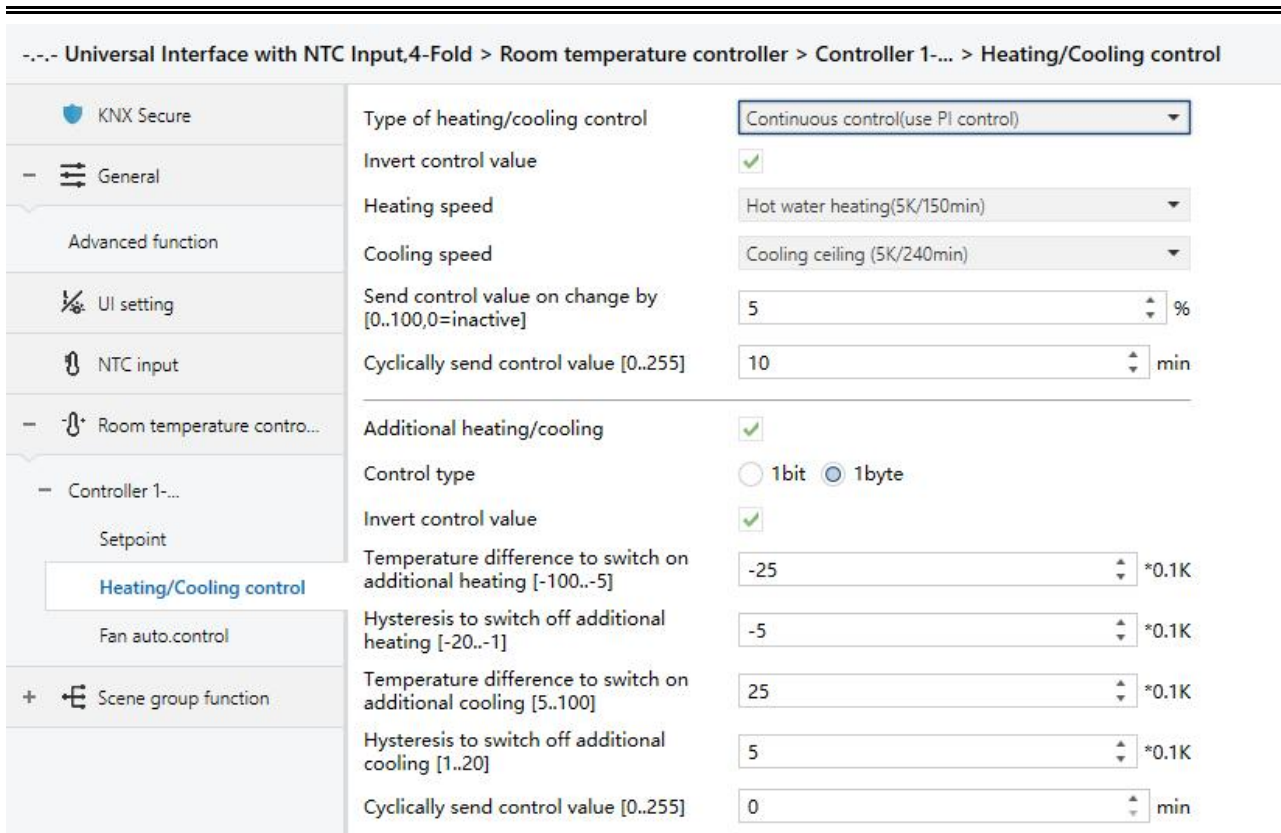 -.-.- Universal Interface with NTC Input,4-Fold > Room temperature controller > Controller 1-... > Heating/Cooling control
KNX Secure
General
Advanced function
UI setting
NTC input
Room temperature contro...
Controller 1-...
Setpoint
Heating/Cooling control
Fan auto.control
Scene group function
Type of heating/cooling control
Continuous control(use PI control)
Invert control value
Heating speed
Hot water heating(5K/150min)
Cooling speed
Cooling ceiling (5K/240min)
Send control value on change by
[0..100,0=inactive]
5 %
Cyclically send control value [0..255]
10 min
Additional heating/cooling
Control type
1bit 1byte
Invert control value
Temperature difference to switch on
additional heating [-100..-5]
-25 *0.1K
Hysteresis to switch off additional
heating [-20..-1]
-5 *0.1K
Temperature difference to switch on
additional cooling [5..100]
25 *0.1K
Hysteresis to switch off additional
cooling [1..20]
5 *0.1K
Cyclically send control value [0..255]
0 min